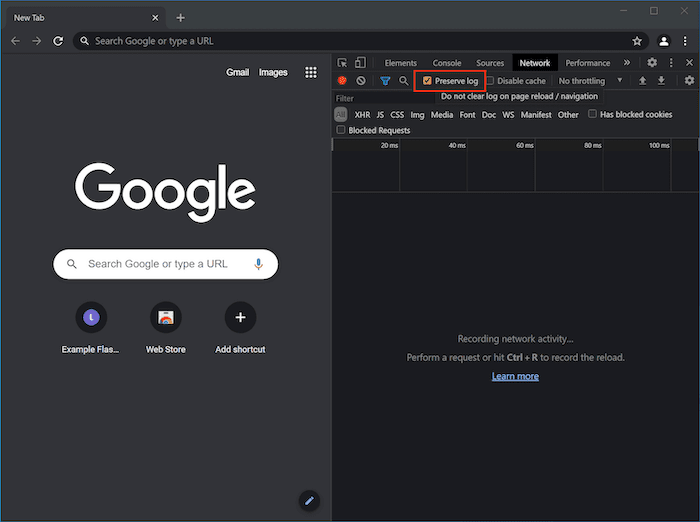 New Tab
Search Google or type a URL
Gmail Images
Google
Search Google or type a URL
L
Example Flas...
Web Store
Add shortcut
Elements Console Sources Network Performance »
Preserve log Disable cache No throttling
Do not clear log on page reload / navigation
Filter
All XHR JS CSS Img Media Font Doc WS Manifest Other Has blocked cookies
Blocked Requests
20 ms 40 ms 60 ms 80 ms 100 ms
Recording network activity...
Perform a request or hit Ctrl + R to record the reload.
Learn more